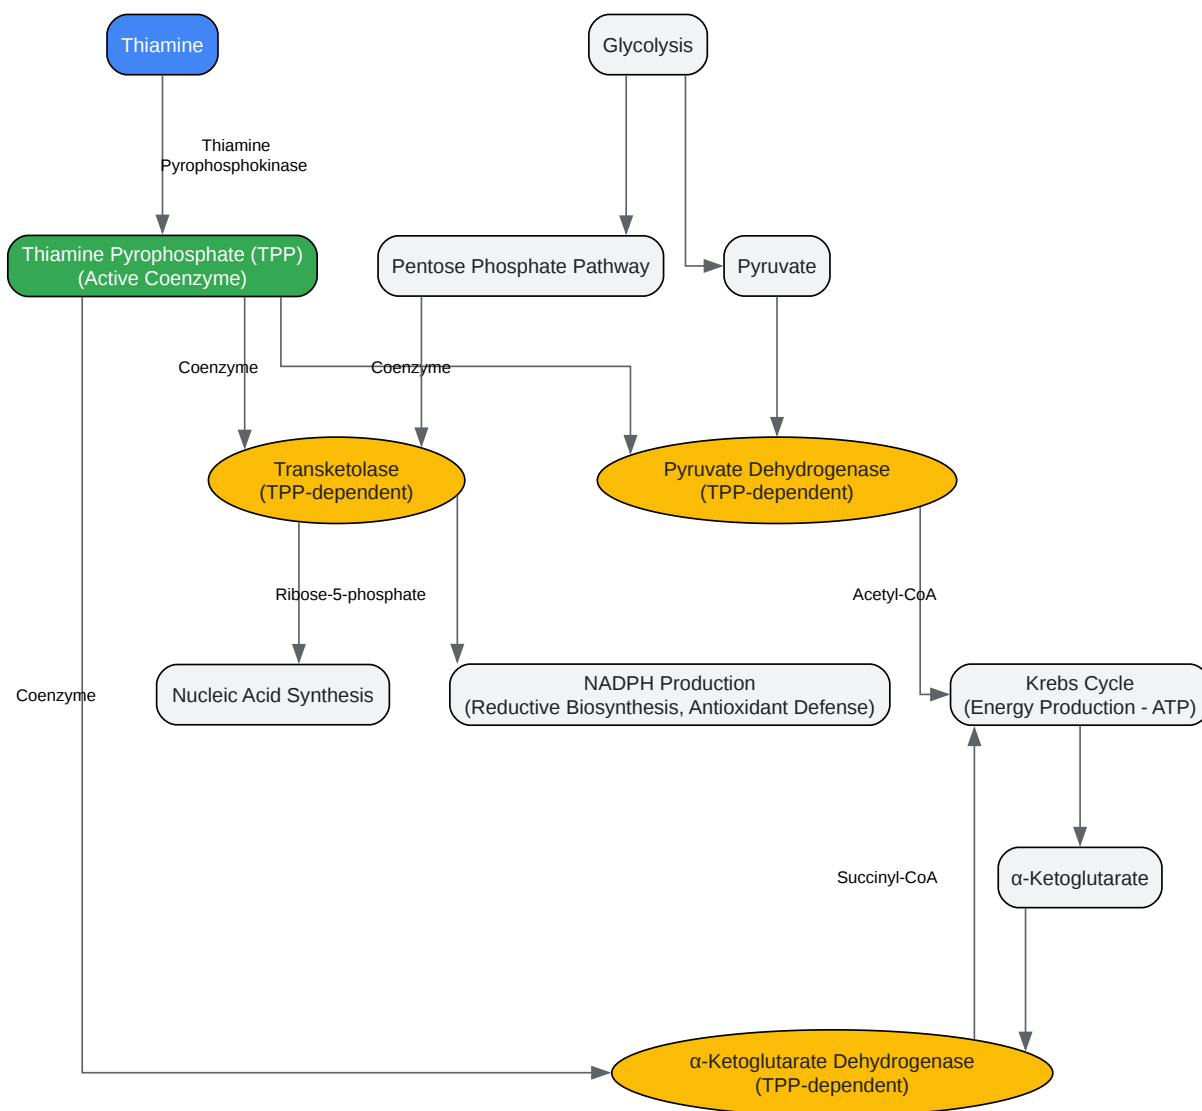 Thiamine
Glycolysis
Thiamine
Pyrophosphokinase
Thiamine Pyrophosphate (TPP)
(Active Coenzyme)
Pentose Phosphate Pathway
Pyruvate
Coenzyme
Coenzyme
Transketolase
(TPP-dependent)
Pyruvate Dehydrogenase
(TPP-dependent)
Ribose-5-phosphate
Acetyl-CoA
Coenzyme
Nucleic Acid Synthesis
NADPH Production
(Reductive Biosynthesis, Antioxidant Defense)
Krebs Cycle
(Energy Production - ATP)
Succinyl-CoA
α-Ketoglutarate
α-Ketoglutarate Dehydrogenase
(TPP-dependent)